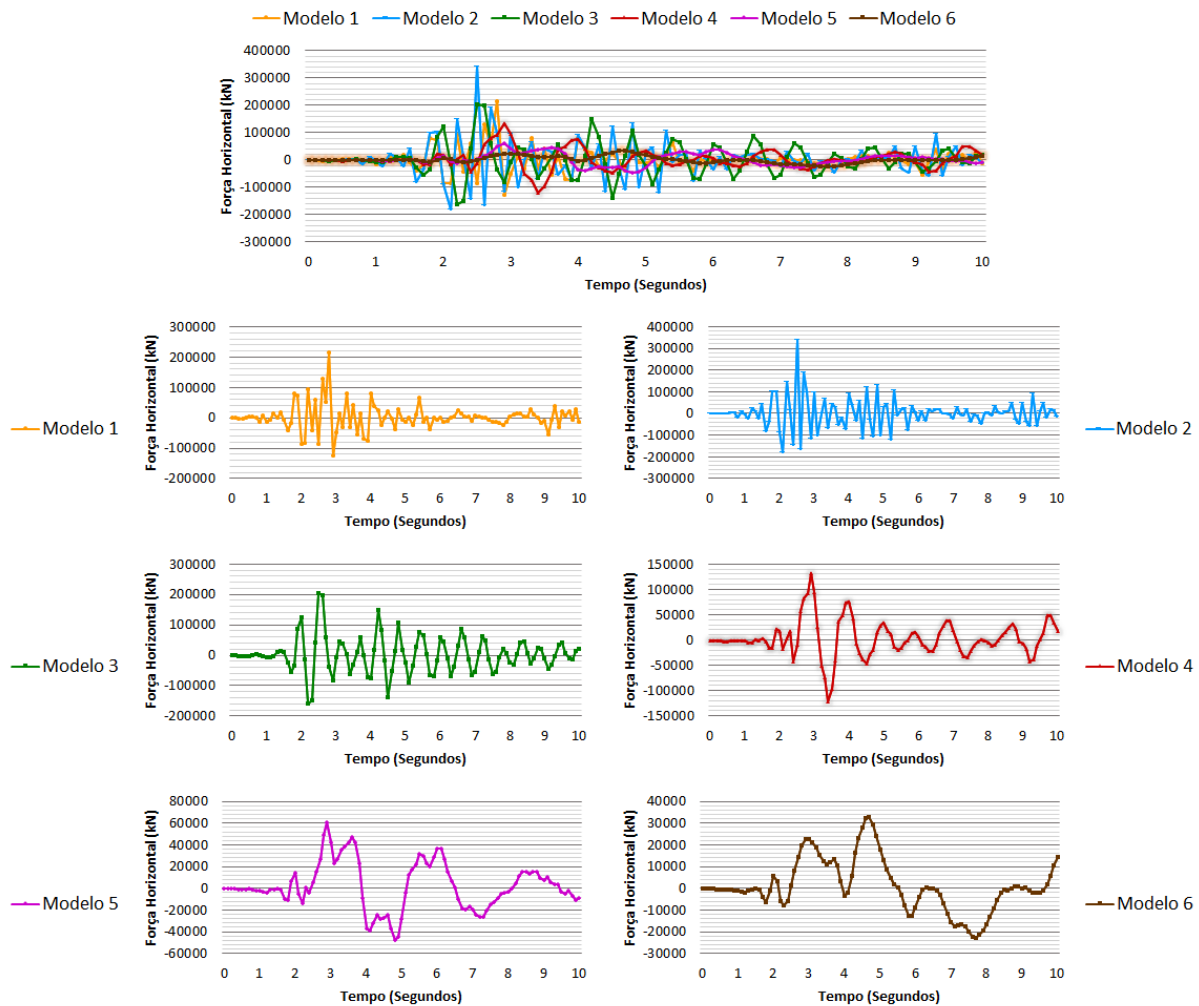 Modelo 1 Modelo 2 Modelo 3 Modelo 4 Modelo 5 Modelo 6
Força Horizontal (kN)
400000
300000
200000
100000
0
-100000
-200000
-300000
0 1 2 3 4 5 6 7 8 9 10
Tempo (Segundos)
Modelo 1
Força Horizontal (kN)
300000
200000
100000
0
-100000
-200000
0 1 2 3 4 5 6 7 8 9 10
Tempo (Segundos)
Força Horizontal (kN)
400000
300000
200000
100000
0
-100000
-200000
-300000
0 1 2 3 4 5 6 7 8 9 10
Tempo (Segundos)
Modelo 2
Modelo 3
Força Horizontal (kN)
300000
200000
100000
0
-100000
-200000
0 1 2 3 4 5 6 7 8 9 10
Tempo (Segundos)
Força Horizontal (kN)
150000
100000
50000
0
-50000
-100000
-150000
0 1 2 3 4 5 6 7 8 9 10
Tempo (Segundos)
Modelo 4
Modelo 5
Força Horizontal (kN)
80000
60000
40000
20000
0
-20000
-40000
-60000
0 1 2 3 4 5 6 7 8 9 10
Tempo (Segundos)
Força Horizontal (kN)
40000
30000
20000
10000
0
-10000
-20000
-30000
0 1 2 3 4 5 6 7 8 9 10
Tempo (Segundos)
Modelo 6